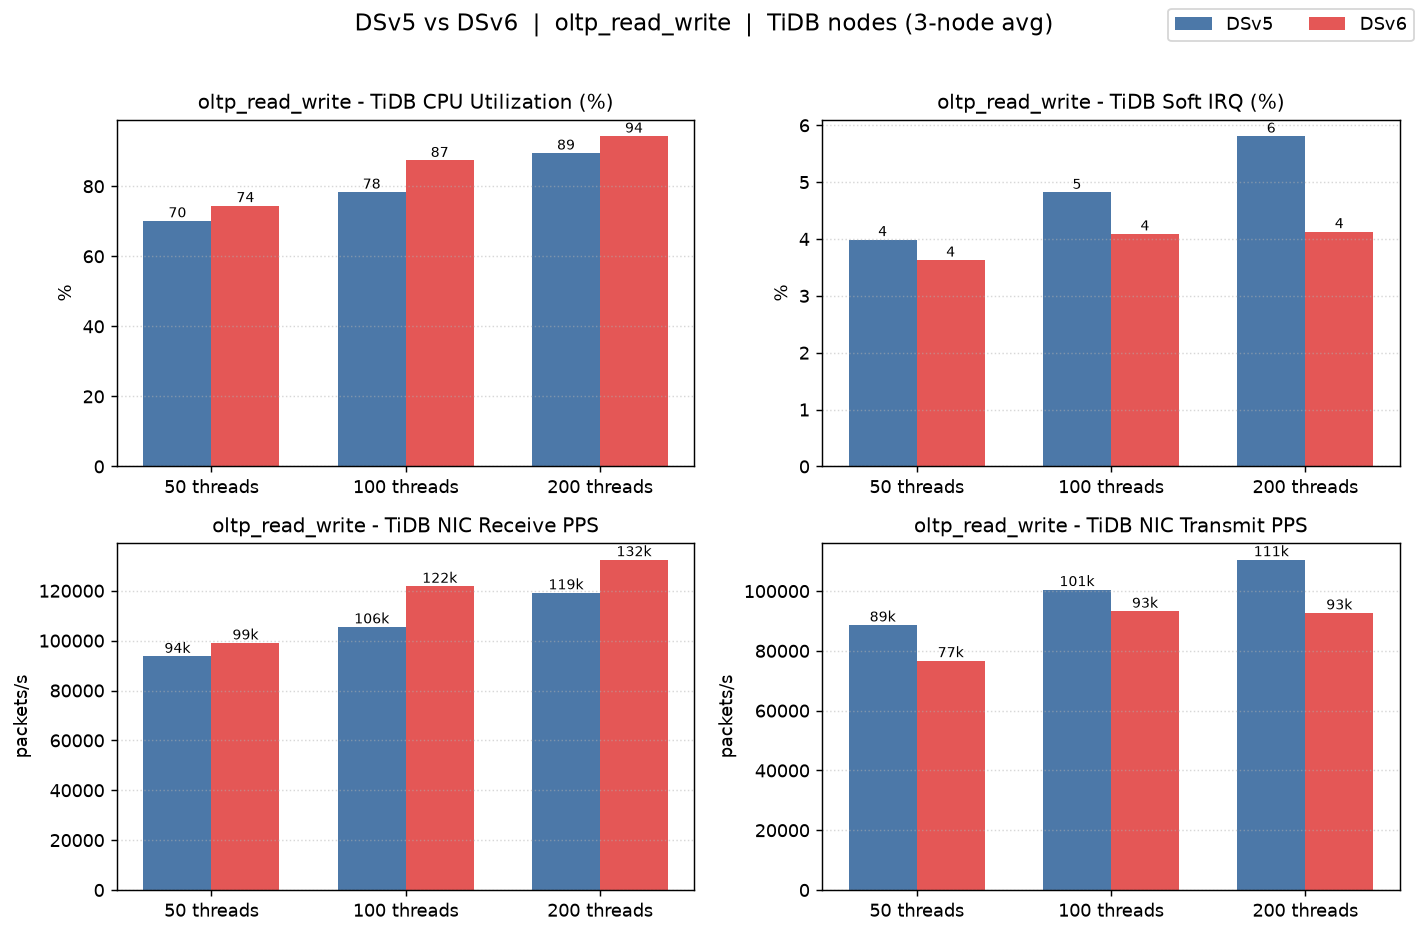 DSv5 vs DSv6 | oltp_read_write | TiDB nodes (3-node avg)
DSv5 DSv6
oltp_read_write - TiDB CPU Utilization (%)
%
0
20
40
60
80
70
74
78
87
89
94
50 threads
100 threads
200 threads
oltp_read_write - TiDB Soft IRQ (%)
%
0
1
2
3
4
5
6
4
4
5
4
6
4
50 threads
100 threads
200 threads
oltp_read_write - TiDB NIC Receive PPS
packets/s
0
20000
40000
60000
80000
100000
120000
94k
99k
106k
122k
119k
132k
50 threads
100 threads
200 threads
oltp_read_write - TiDB NIC Transmit PPS
packets/s
0
20000
40000
60000
80000
100000
89k
77k
101k
93k
111k
93k
50 threads
100 threads
200 threads